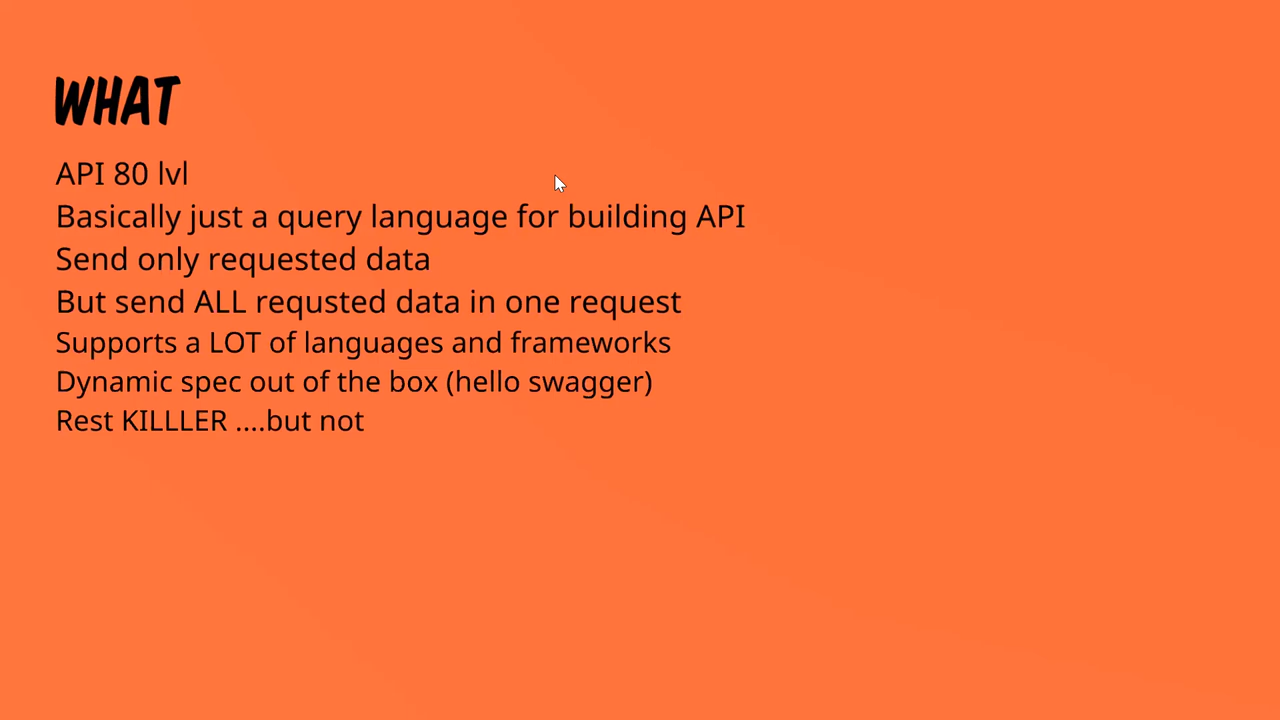 WHAT
API 80 lvl
Basically just a query language for building API
Send only requested data
But send ALL requsted data in one request
Supports a LOT of languages and frameworks
Dynamic spec out of the box (hello swagger)
Rest KILLLER ....but not